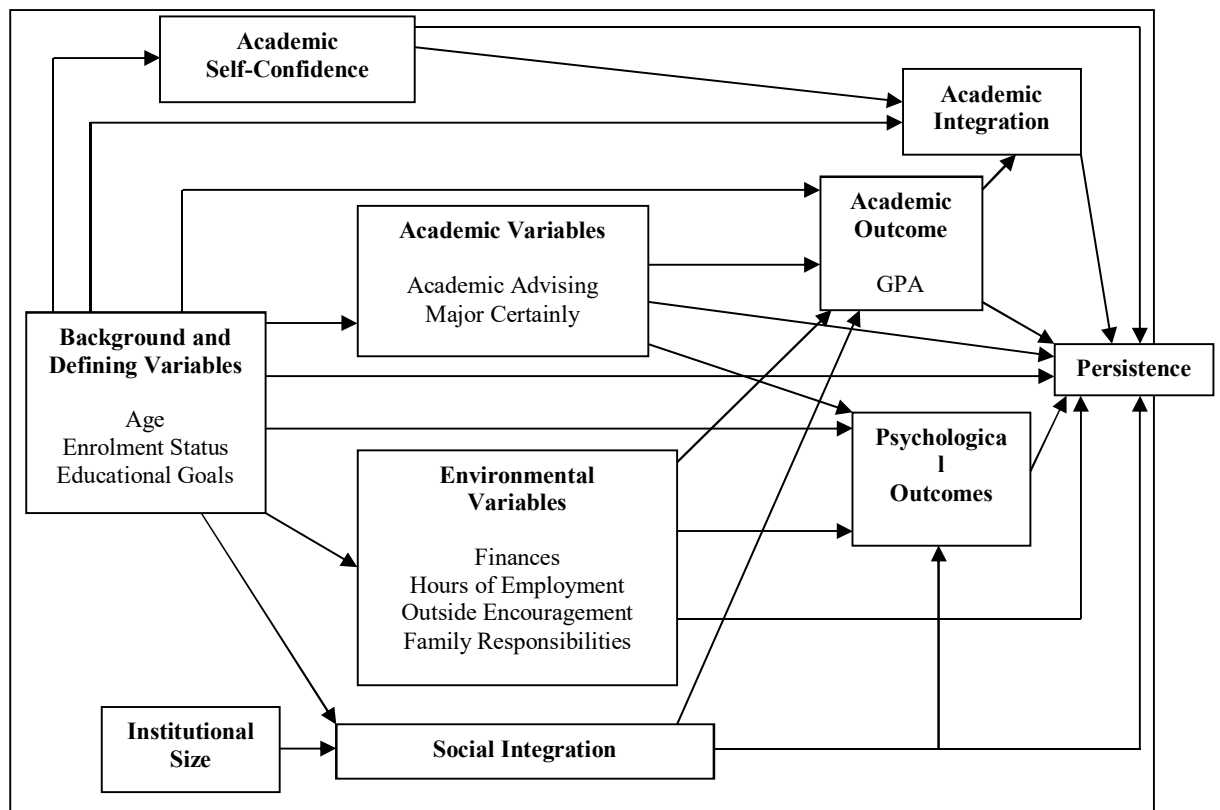 Academic
Self-Confidence
Academic
Integration
Academic
Outcome
GPA
Academic Variables
Academic Advising
Major Certainly
Background and
Defining Variables
Age
Enrolment Status
Educational Goals
Persistence
Psychologica
l
Outcomes
Environmental
Variables
Finances
Hours of Employment
Outside Encouragement
Family Responsibilities
Institutional
Size
Social Integration